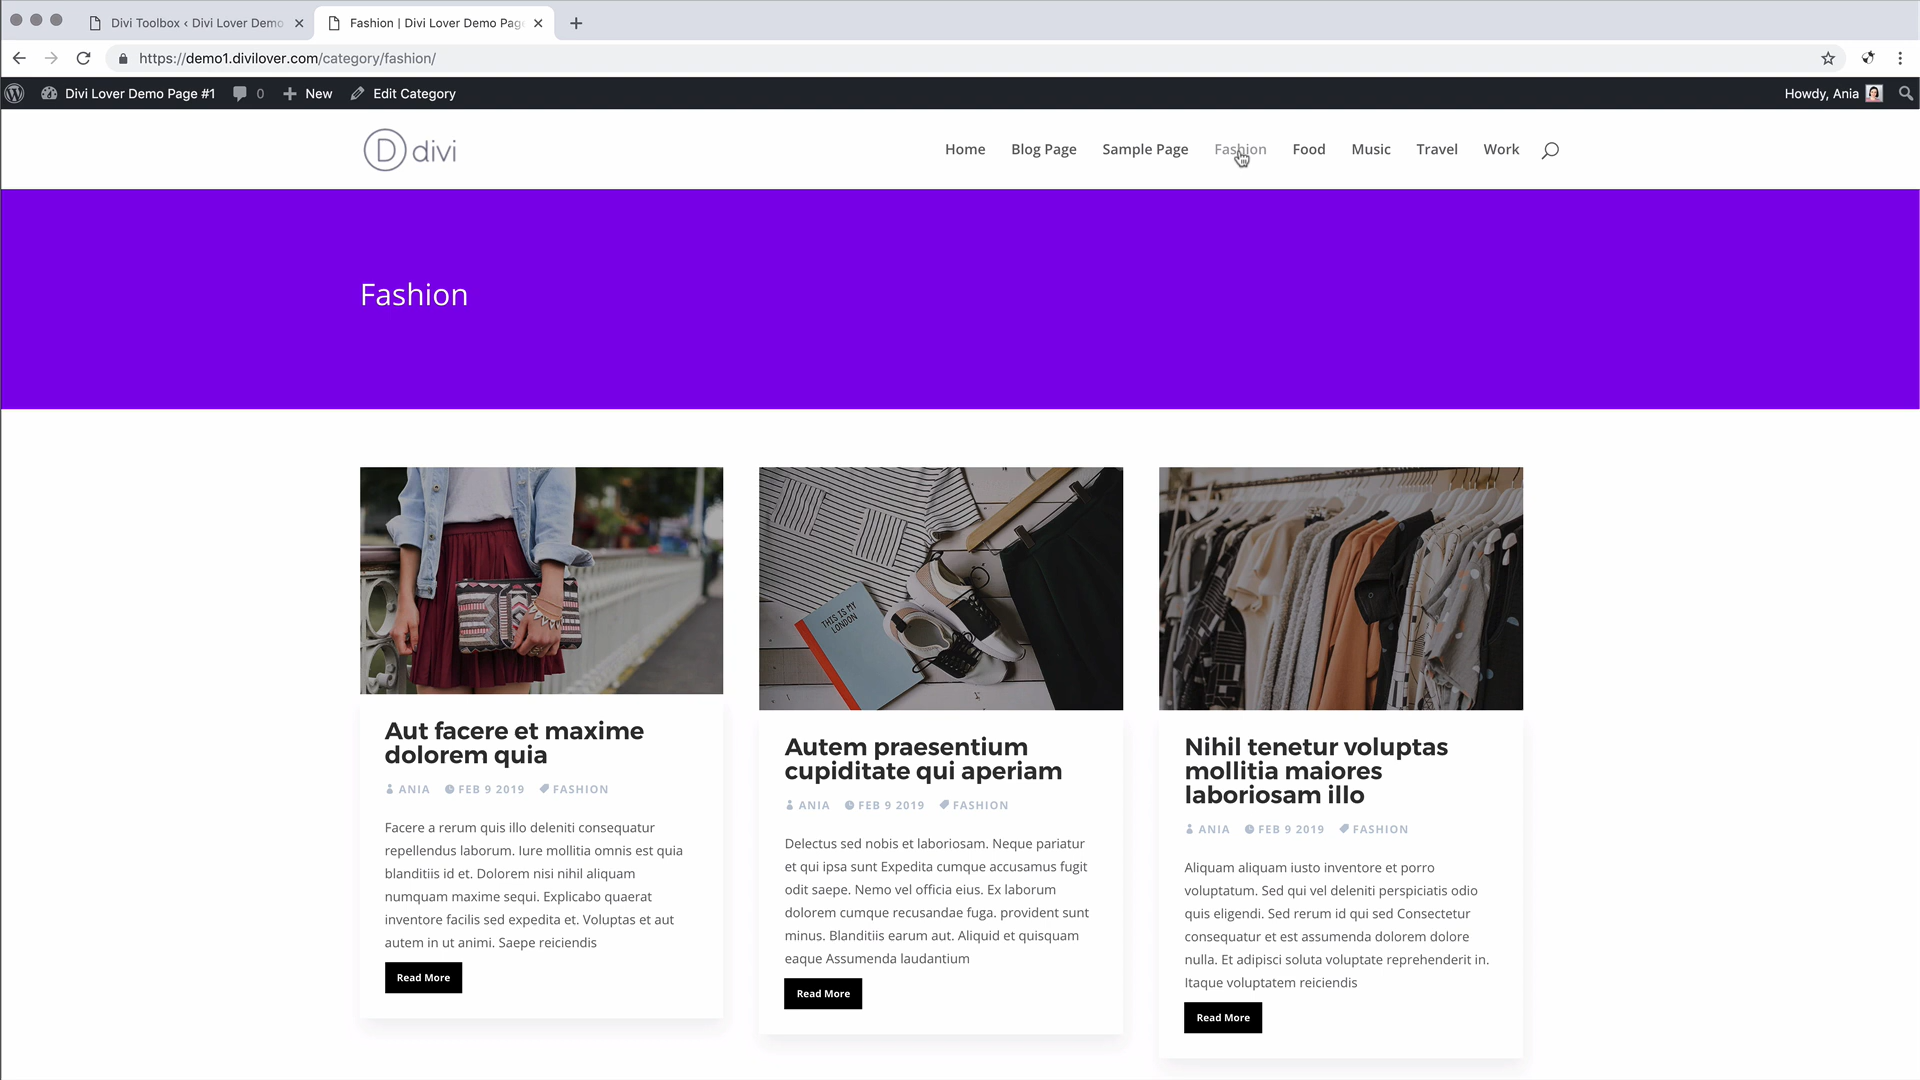 Divi Toolbox ‹ Divi Lover Demo
Fashion | Divi Lover Demo Pag
https://demo1.divilover.com/category/fashion/
Divi Lover Demo Page #1 0 New Edit Category Howdy, Ania
D divi
Home Blog Page Sample Page Fashion Food Music Travel Work
Fashion
THIS IS MY
LONDON
Aut facere et maxime
dolorem quia
ANIA FEB 9 2019 FASHION
Facere a rerum quis illo deleniti consequatur
repellendus laborum. Iure mollitia omnis est quia
blanditiis id et. Dolorem nisi nihil aliquam
numquam maxime sequi. Explicabo quaerat
inventore facilis sed expedita et. Voluptas et aut
autem in ut animi. Saepe reiciendis
Read More
Autem praesentium
cupiditate qui aperiam
ANIA FEB 9 2019 FASHION
Delectus sed nobis et laboriosam. Neque pariatur
et qui ipsa sunt Expedita cumque accusamus fugit
odit saepe. Nemo vel officia eius. Ex laborum
dolorem cumque recusandae fuga. provident sunt
minus. Blanditiis earum aut. Aliquid et quisquam
eaque Assumenda laudantium
Read More
Nihil tenetur voluptas
mollitia maiores
laboriosam illo
ANIA FEB 9 2019 FASHION
Aliquam aliquam iusto inventore et porro
voluptatum. Sed qui vel deleniti perspiciatis odio
quis eligendi. Sed rerum id qui sed Consectetur
consequatur et est assumenda dolorem dolore
nulla. Et adipisci soluta voluptate reprehenderit in.
Itaque voluptatem reiciendis
Read More